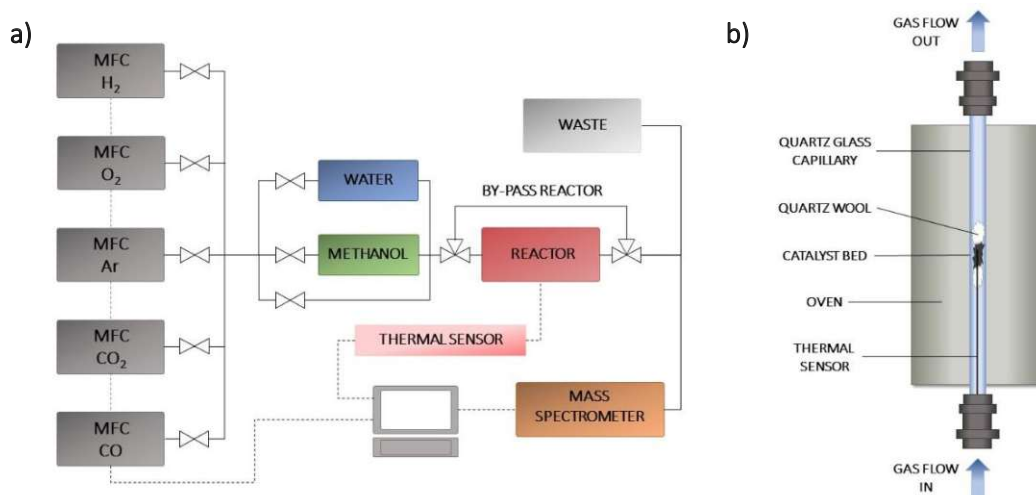 a)
MFC
H₂
MFC
O₂
MFC
Ar
MFC
CO₂
MFC
CO
WATER
METHANOL
BY-PASS REACTOR
REACTOR
WASTE
THERMAL SENSOR
MASS
SPECTROMETER
b)
GAS FLOW
OUT
QUARTZ GLASS
CAPILLARY
QUARTZ WOOL
CATALYST BED
OVEN
THERMAL
SENSOR
GAS FLOW
IN